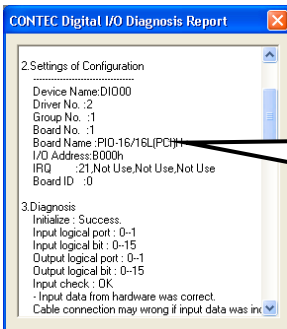 CONTEC Digital I/O Diagnosis Report
2.Settings of Configuration
---------------------------------
Device Name:DIO00
Driver No. :2
Group No. :1
Board No. :1
Board Name :PIO-16/16L(PCI)H
I/O Address:B000h
IRQ :21,Not Use,Not Use,Not Use
Board ID :0
3.Diagnosis
Initialize : Success.
Input logical port : 0--1
Input logical bit : 0--15
Output logical port : 0--1
Output logical bit : 0--15
Input check : OK
- Input data from hardware was correct.
Cable connection may wrong if input data was